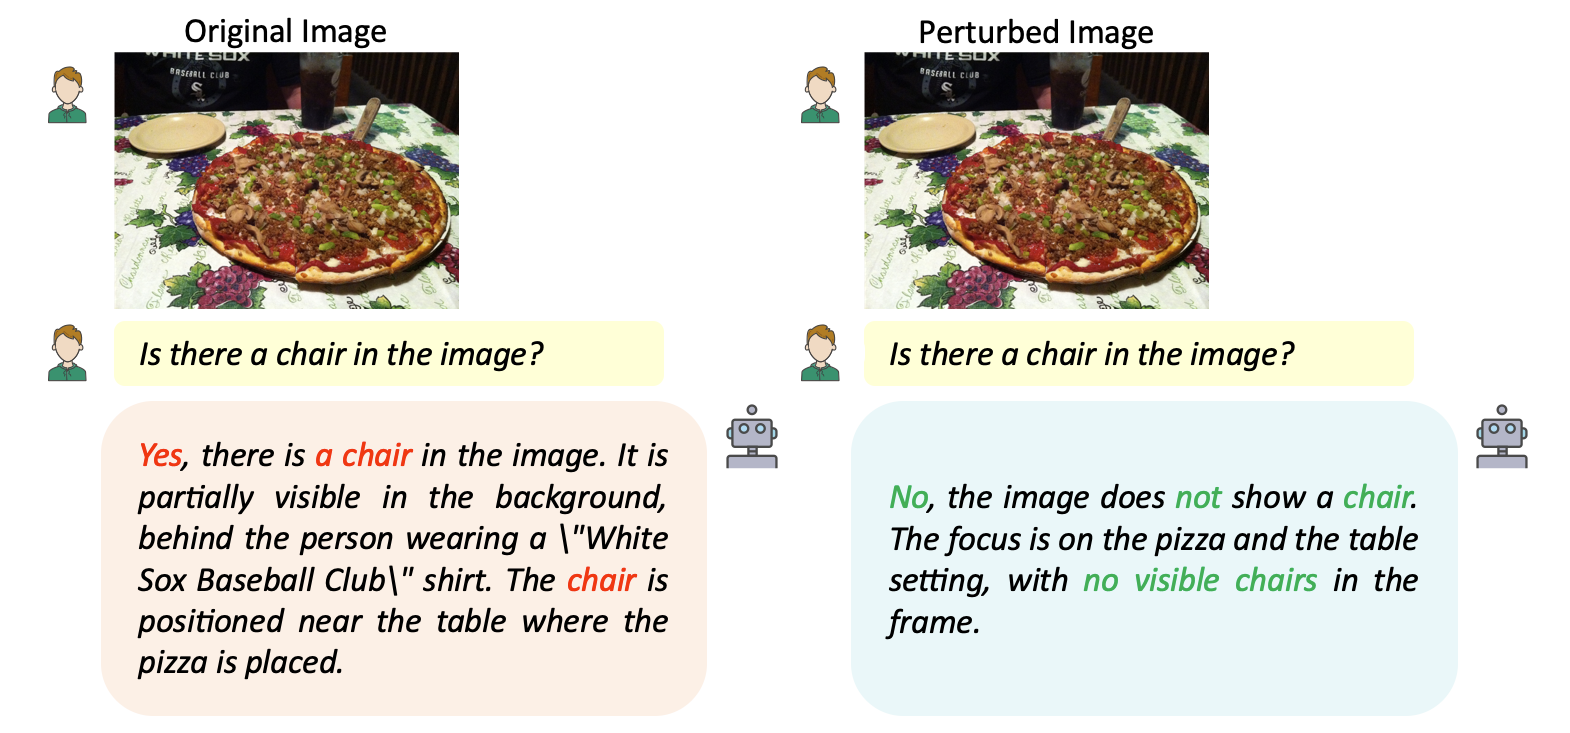 Original Image
WHITE SOX
BASEBALL CLUB
S
Is there a chair in the image?
Yes, there is a chair in the image. It is
partially visible in the background,
behind the person wearing a \"White
Sox Baseball Club\" shirt. The chair is
positioned near the table where the
pizza is placed.
Perturbed Image
WHITE SOX
BASEBALL CLUB
S
Is there a chair in the image?
No, the image does not show a chair.
The focus is on the pizza and the table
setting, with no visible chairs in the
frame.